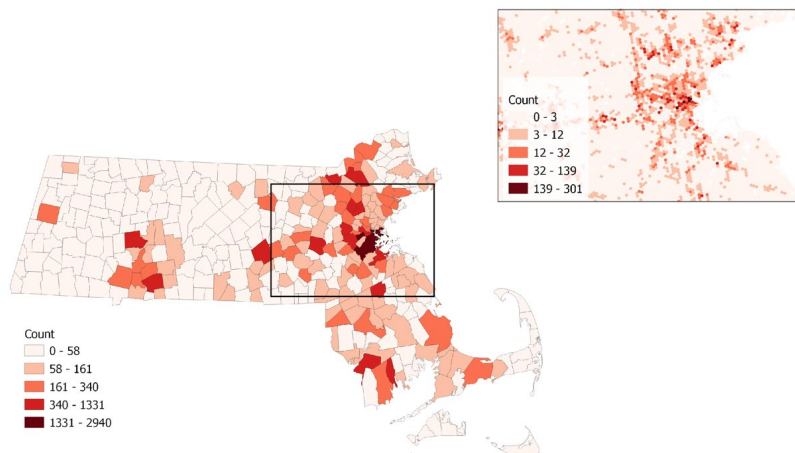 Count
0 - 3
3 - 12
12 - 32
32 - 139
139 - 301
Count
0 - 58
58 - 161
161 - 340
340 - 1331
1331 - 2940